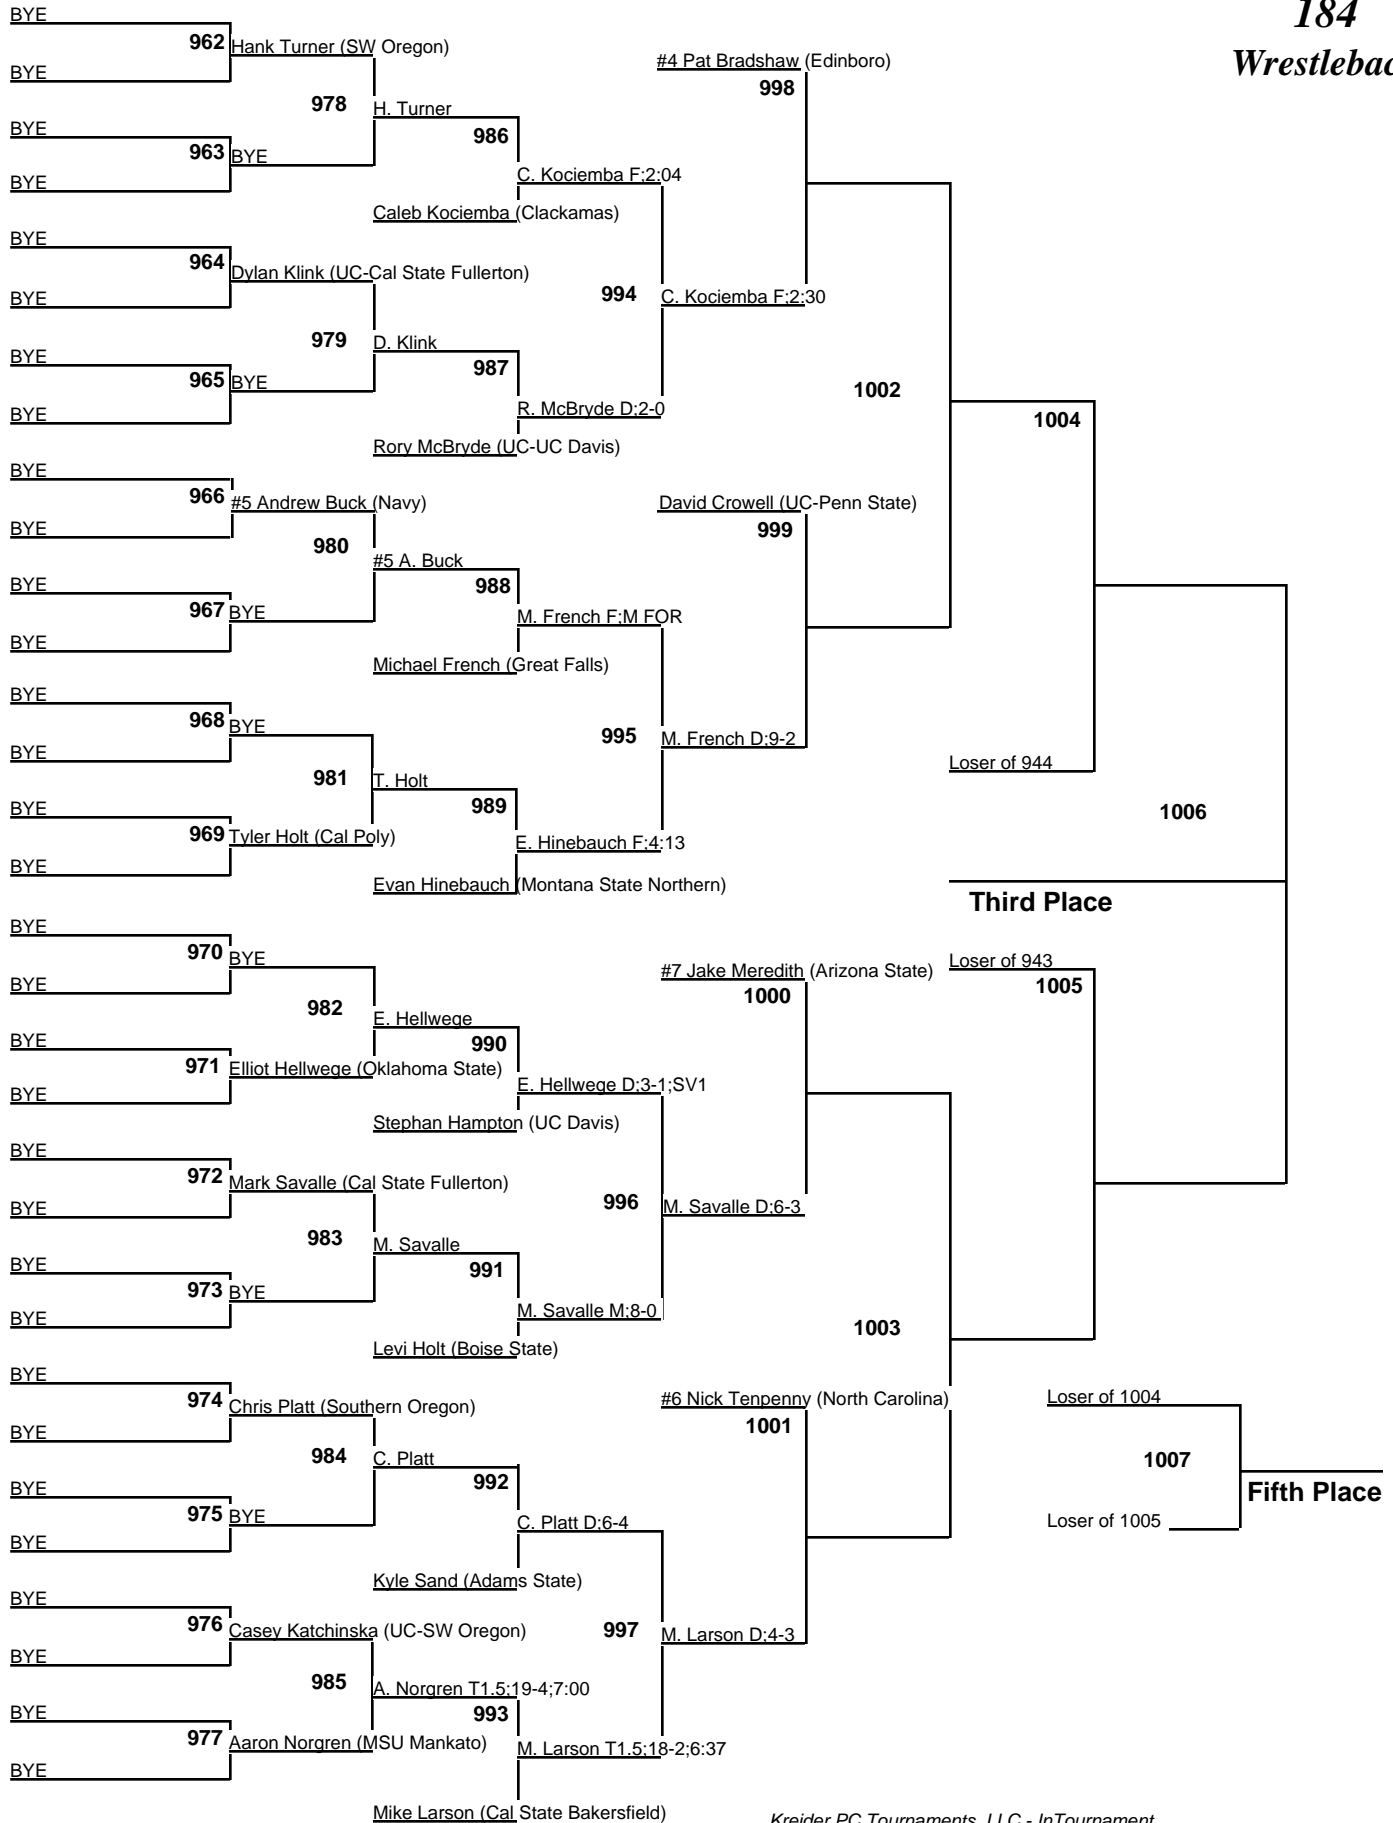 184
BYE
962 Hank Turner (SW Oregon)
BYE
978 H. Turner
BYE
963 BYE
BYE
986 C. Kociemba F;2:04
Caleb Kociemba (Clackamas)
BYE
964 Dylan Klink (UC-Cal State Fullerton)
BYE
979 D. Klink
BYE
965 BYE
BYE
987 R. McBryde D;2-0
Rory McBryde (UC-UC Davis)
994 C. Kociemba F;2:30
#4 Pat Bradshaw (Edinboro)
998
BYE
966 #5 Andrew Buck (Navy)
BYE
980 #5 A. Buck
BYE
967 BYE
BYE
988 M. French F;M FOR
Michael French (Great Falls)
BYE
968 BYE
BYE
981 T. Holt
BYE
969 Tyler Holt (Cal Poly)
BYE
989 E. Hinebauch F;4:13
Evan Hinebauch (Montana State Northern)
995 M. French D;9-2
David Crowell (UC-Penn State)
999
1002
1004
Loser of 944
1006
Third Place
BYE
970 BYE
BYE
982 E. Hellwege
BYE
971 Elliot Hellwege (Oklahoma State)
BYE
990 E. Hellwege D;3-1;SV1
Stephan Hampton (UC Davis)
BYE
972 Mark Savalle (Cal State Fullerton)
BYE
983 M. Savalle
BYE
973 BYE
BYE
991 M. Savalle M;8-0
Levi Holt (Boise State)
996 M. Savalle D;6-3
#7 Jake Meredith (Arizona State)
1000
Loser of 943
1005
1003
BYE
974 Chris Platt (Southern Oregon)
BYE
984 C. Platt
BYE
975 BYE
BYE
992 C. Platt D;6-4
Kyle Sand (Adams State)
BYE
976 Casey Katchinska (UC-SW Oregon)
BYE
985 A. Norgren T1.5;19-4;7:00
BYE
977 Aaron Norgren (MSU Mankato)
BYE
993 M. Larson T1.5;18-2;6:37
Mike Larson (Cal State Bakersfield)
997 M. Larson D;4-3
#6 Nick Tenpenny (North Carolina)
1001
Loser of 1004
1007
Fifth Place
Loser of 1005
Kreider PC Tournaments, LLC - InTournament